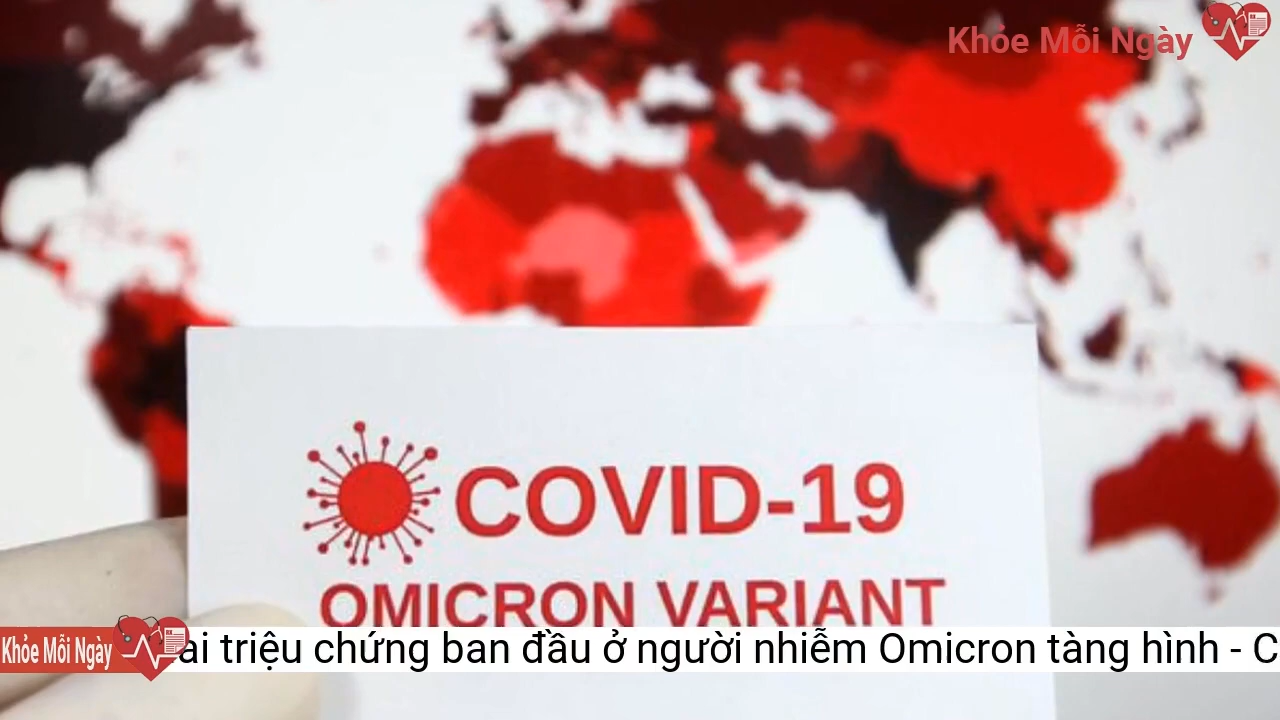 Khỏe Mỗi Ngày
COVID-19
OMICRON VARIANT
Khỏe Mỗi Ngày
triệu chứng ban đầu ở người nhiễm Omicron tàng hình -